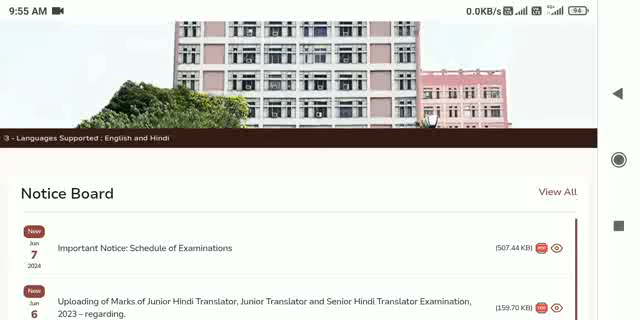 9:55 AM
0.0KB/s
4G+
94
3 - Languages Supported : English and Hindi
Notice Board
View All
New
Jun
7
2024
Important Notice: Schedule of Examinations
(507.44 KB)
New
Jun
6
Uploading of Marks of Junior Hindi Translator, Junior Translator and Senior Hindi Translator Examination,
2023 – regarding.
(159.70 KB)